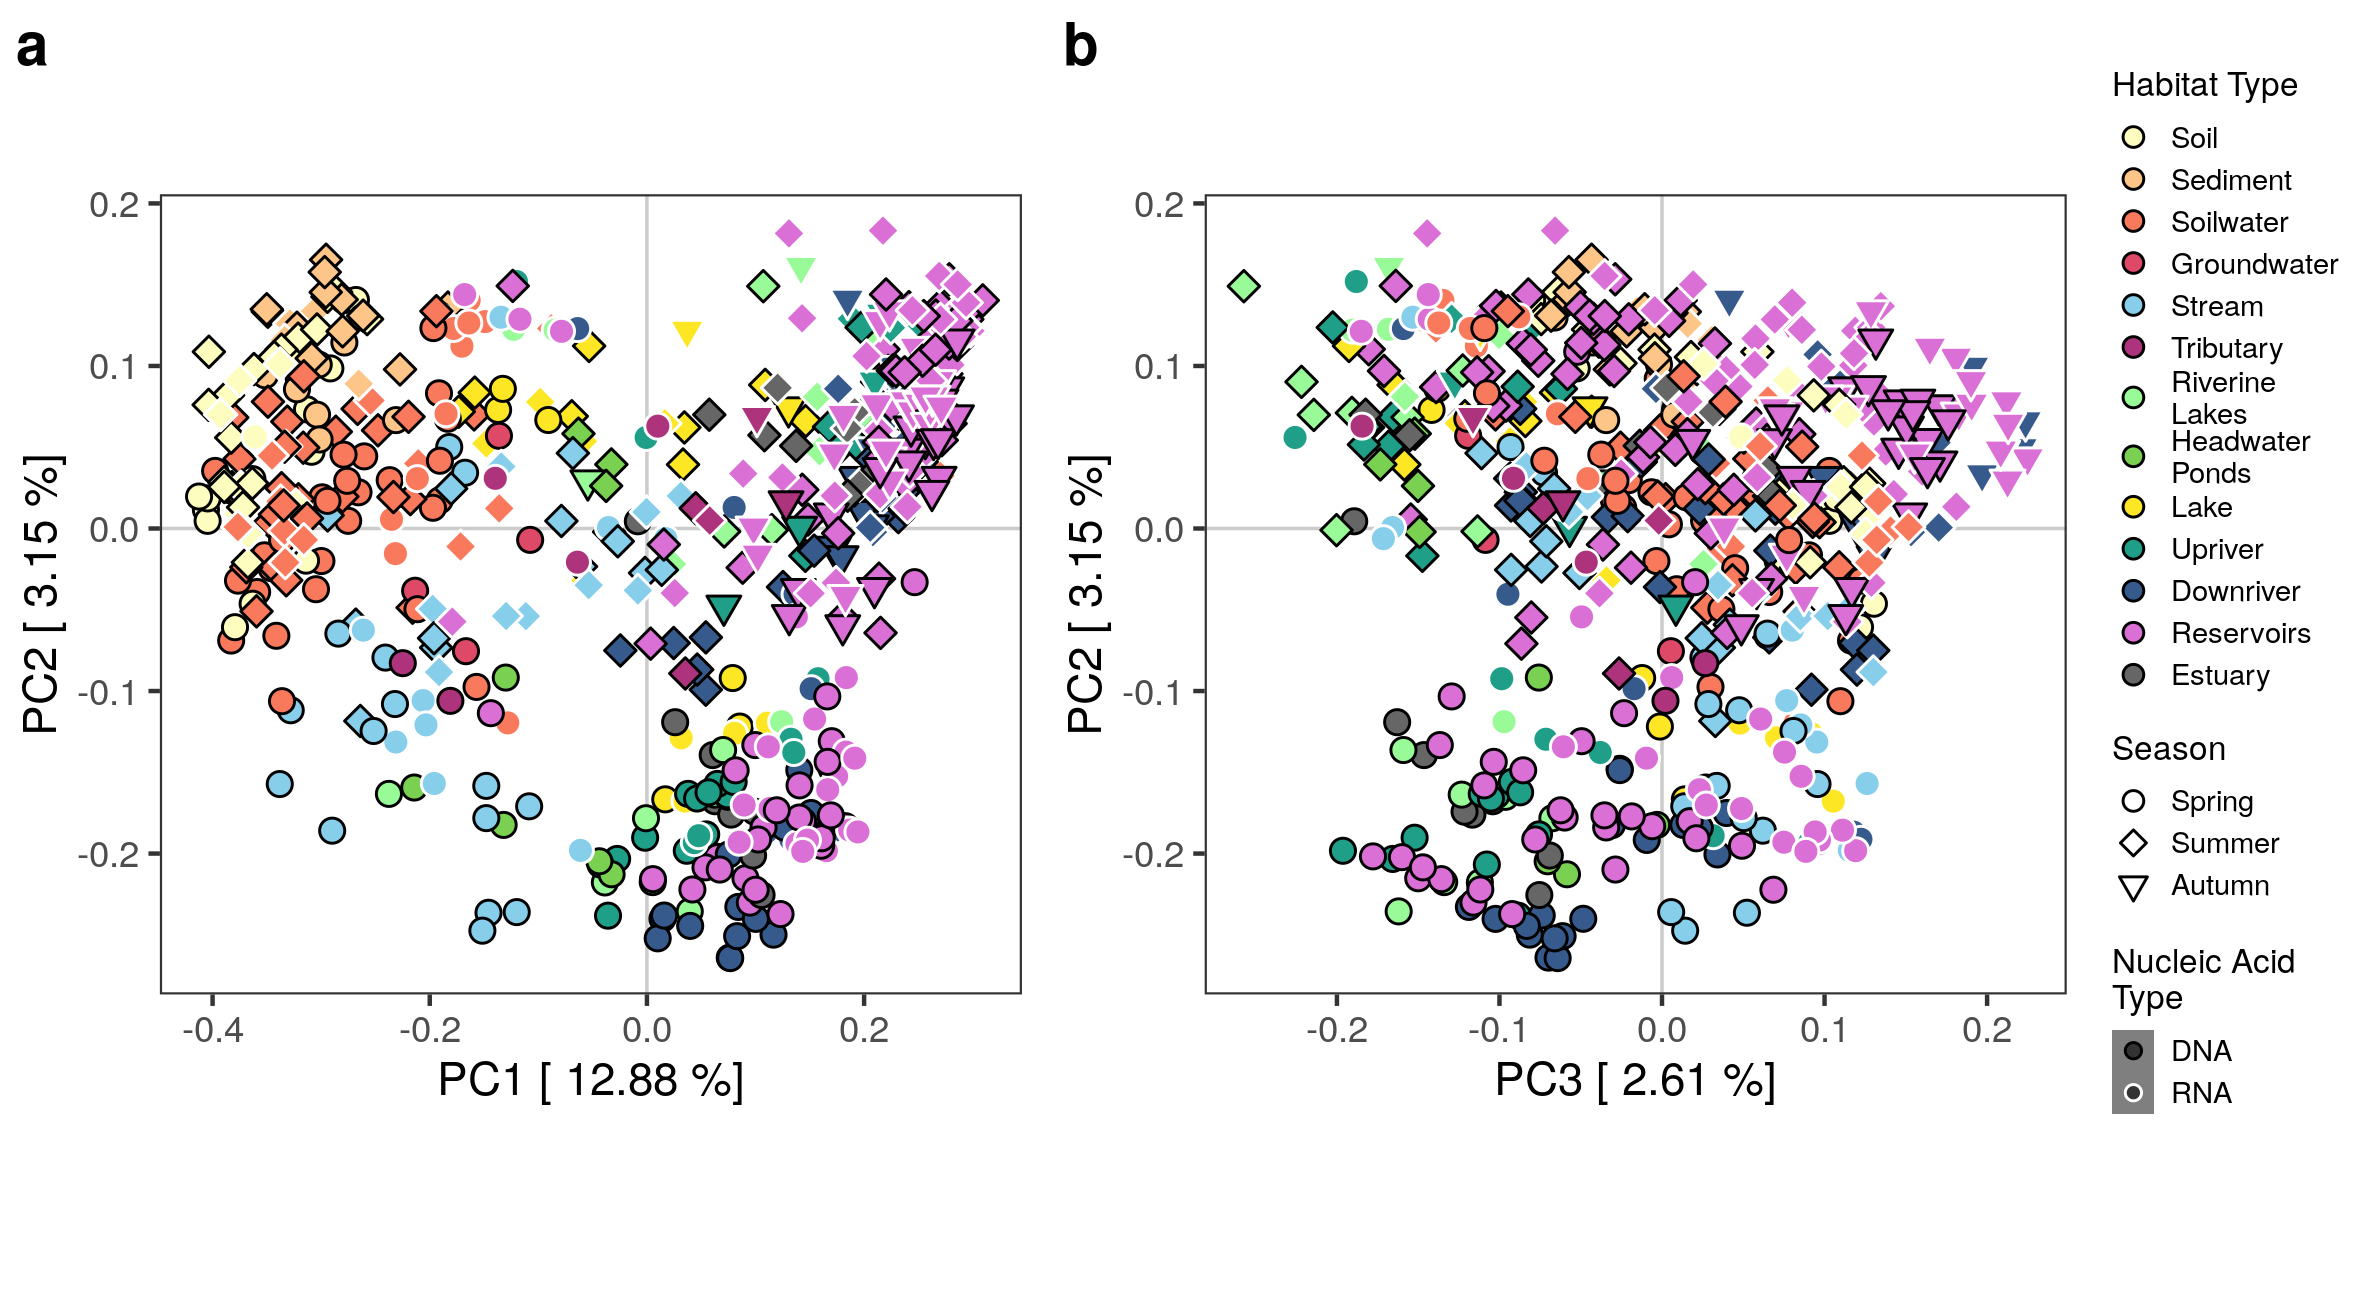 a
b
0.2
0.1
0.0
-0.1
-0.2
PC2 [ 3.15 %]
-0.4
-0.2
0.0
0.2
PC1 [ 12.88 %]
0.2
0.1
0.0
-0.1
-0.2
PC2 [ 3.15 %]
-0.2
-0.1
0.0
0.1
0.2
PC3 [ 2.61 %]
Habitat Type
Soil
Sediment
Soilwater
Groundwater
Stream
Tributary
Riverine
Lakes
Headwater
Ponds
Lake
Upriver
Downriver
Reservoirs
Estuary
Season
Spring
Summer
Autumn
Nucleic Acid
Type
DNA
RNA